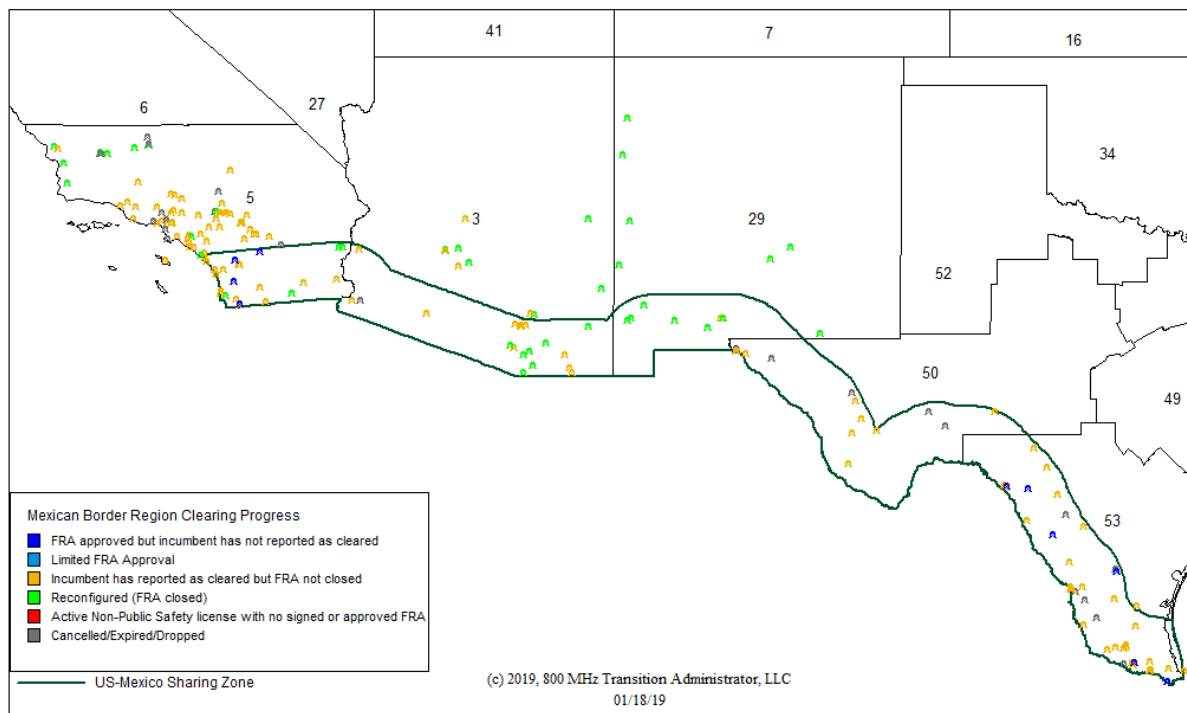 41
7
16
6
27
34
5
3
29
52
50
49
53
Mexican Border Region Clearing Progress
FRA approved but incumbent has not reported as cleared
Limited FRA Approval
Incumbent has reported as cleared but FRA not closed
Reconfigured (FRA closed)
Active Non-Public Safety license with no signed or approved FRA
Cancelled/Expired/Dropped
US-Mexico Sharing Zone
(c) 2019, 800 MHz Transition Administrator, LLC
01/18/19